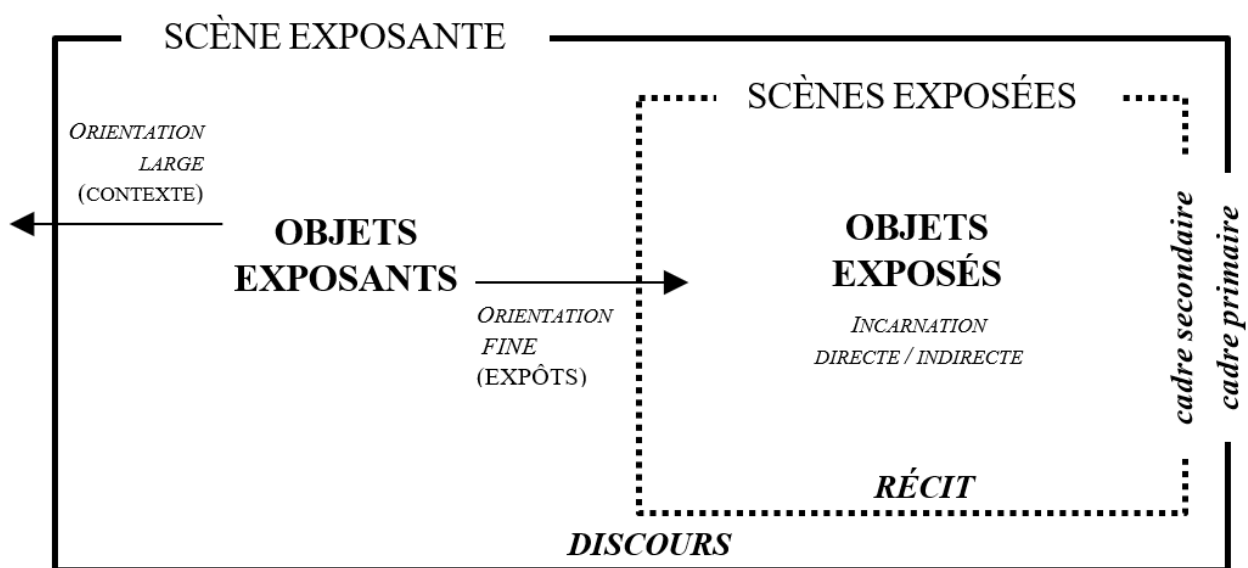 SCÈNE EXPOSANTE
SCÈNES EXPOSÉES
ORIENTATION
LARGE
(CONTEXTE)
OBJETS
EXPOSANTS
ORIENTATION
FINE
(EXPÔTS)
OBJETS
EXPOSÉS
INCARNATION
DIRECTE / INDIRECTE
cadre secondaire
cadre primaire
RÉCIT
DISCOURS